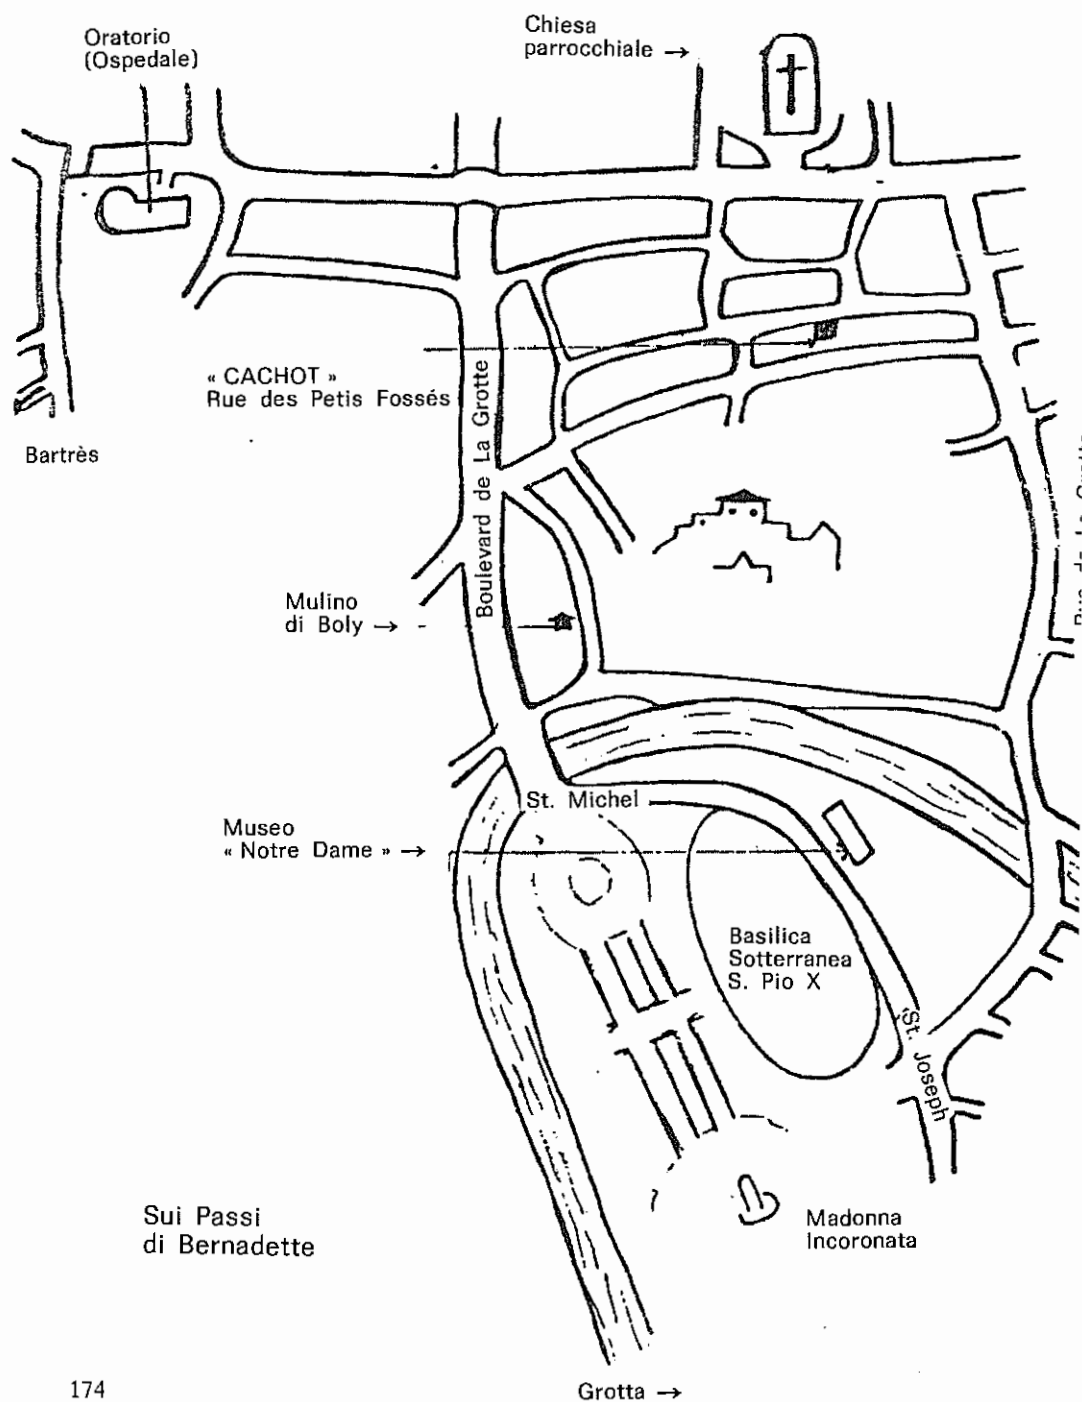 Oratorio
(Ospedale)
Chiesa
parrocchiale →
« CACHOT »
Rue des Petis Fossés
Bartrès
Boulevard de La Grotte
Mulino
di Boly →
St. Michel
Museo
« Notre Dame » →
Basilica
Sotterranea
S. Pio X
St. Joseph
Sui Passi
di Bernadette
Madonna
Incoronata
174
Grotta →